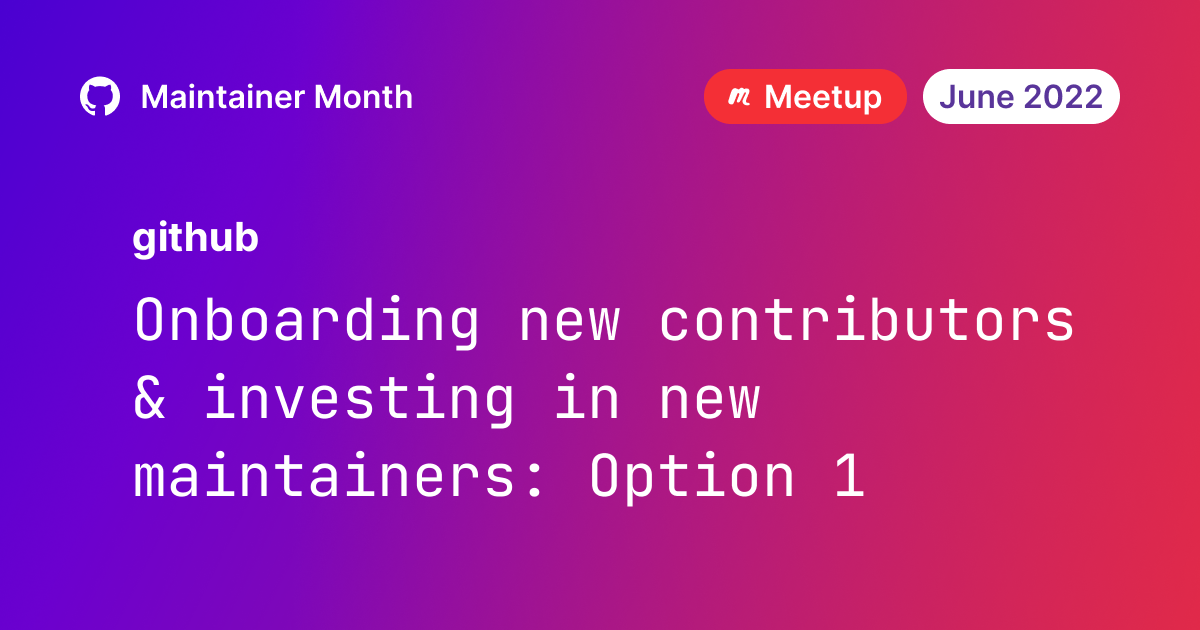 Maintainer Month
Meetup
June 2022
github
Onboarding new contributors
& investing in new
maintainers: Option 1